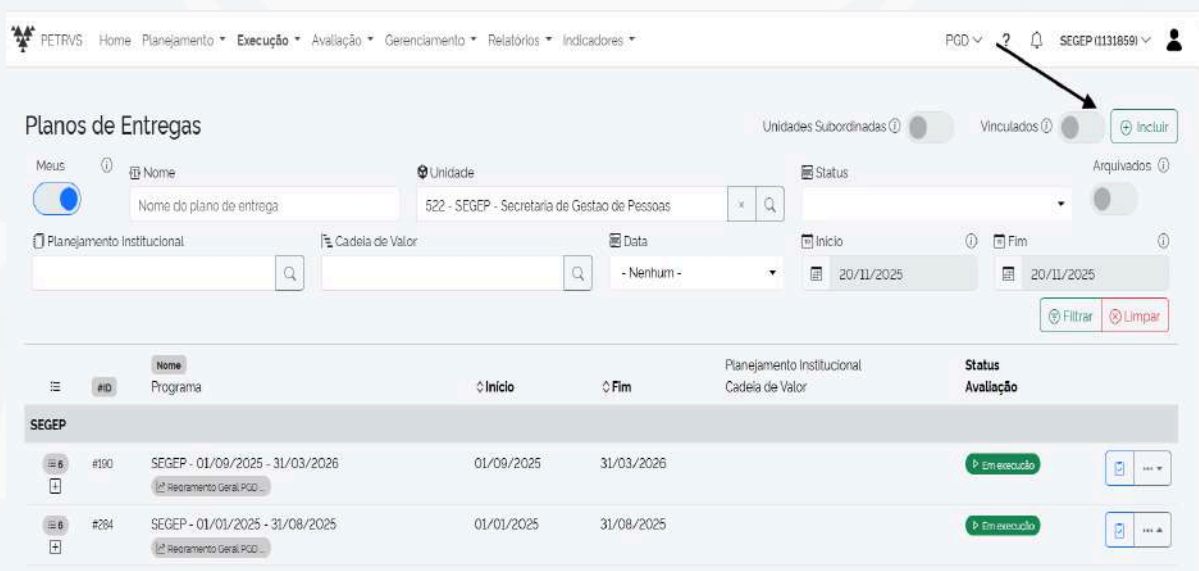 PETRVS Home Planejamento Execução Avaliação Gerenciamento Relatórios Indicadores PGD ? SEGEP (1131859)
Planos de Entregas Unidades Subordinadas Vinculados Incluir
Meus Nome Unidade Status Arquivados
Nome do plano de entrega 522 - SEGEP - Secretaria de Gestao de Pessoas x
Planejamento Institucional Cadeia de Valor Data Início Fim
- Nenhum - 20/11/2025 20/11/2025
Filtrar Limpar
#ID Nome Programa Início Fim Planejamento Institucional Cadeia de Valor Status Avaliação
SEGEP
6 #190 SEGEP - 01/09/2025 - 31/03/2026 01/09/2025 31/03/2026 Em execução
Regramento Geral PGD ...
6 #284 SEGEP - 01/01/2025 - 31/08/2025 01/01/2025 31/08/2025 Em execução
Regramento Geral PGD ...